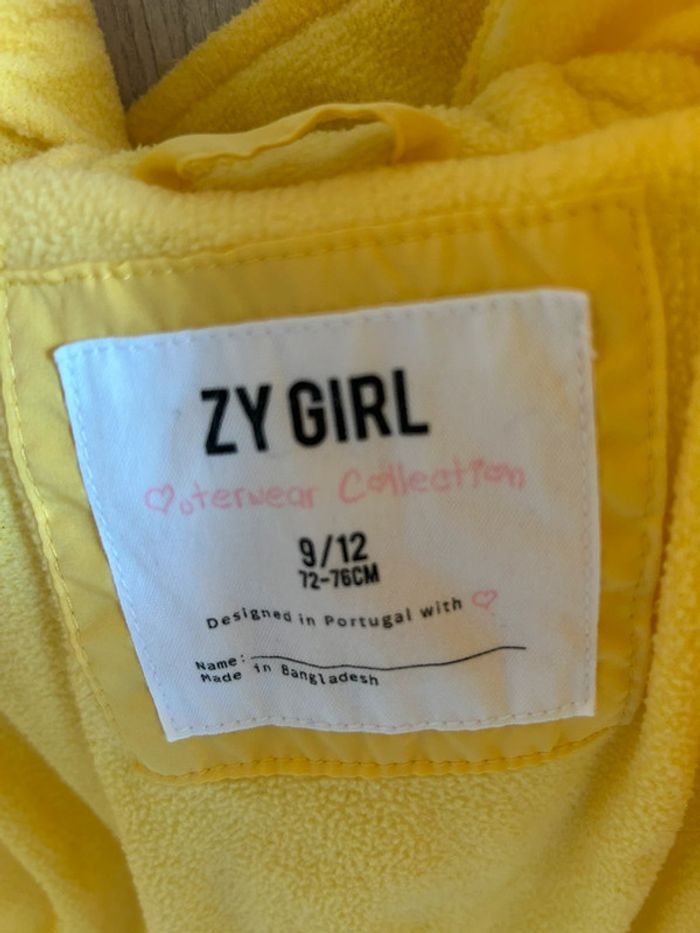 ZY GIRL
Outerwear Collection
9/12
72-76CM
Designed in Portugal with
Name:
Made in Bangladesh